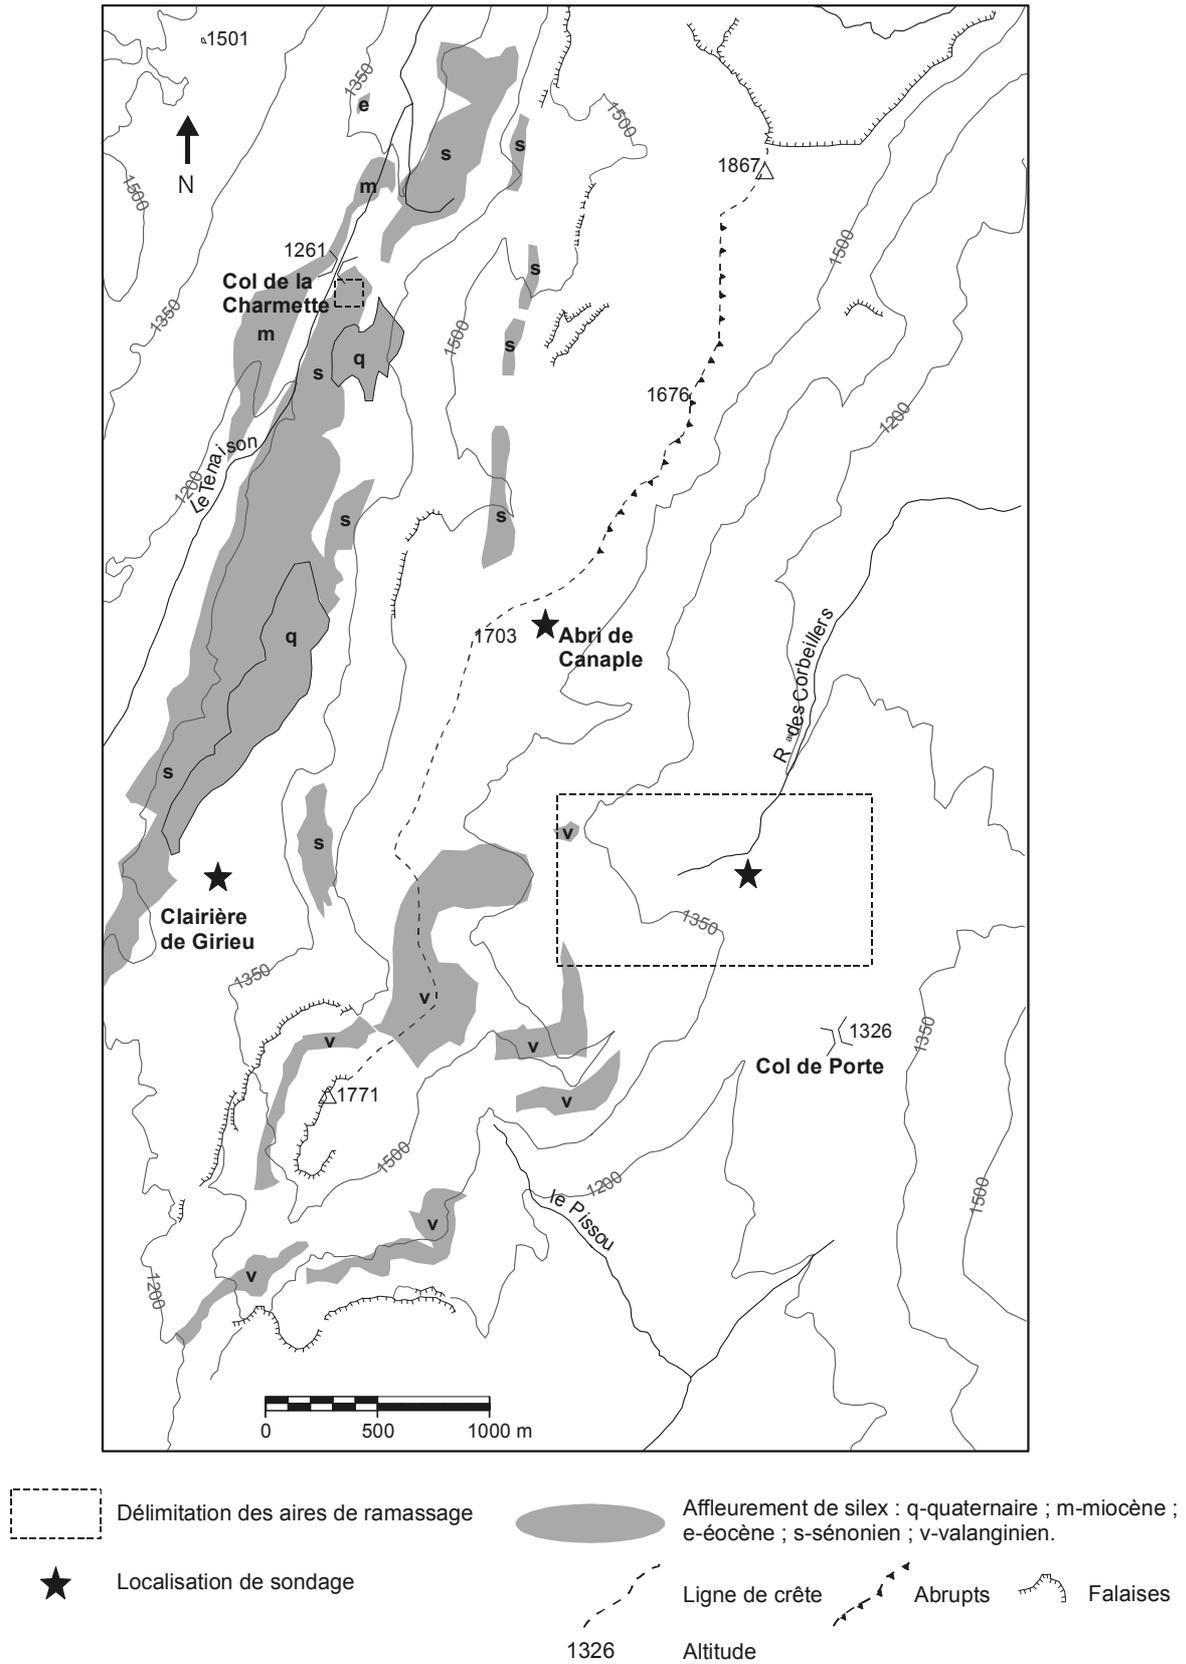 1501
1350
e
1500
s
s
1867
N
m
1500
1500
1261
s
Col de la
Charmette
1350
m
q
s
1500
s
1676
1200
Le Tenaison
1200
s
s
q
1703
Abri de
Canaple
R au des Corbeillers
s
v
s
Clairière
de Girieu
1350
1350
v
v
v
1326
1350
Col de Porte
1771
v
1500
1200
1500
le Pissou
v
v
1200
0 500 1000 m
Délimitation des aires de ramassage
Affleurement de silex : q-quaternaire ; m-miocène ;
e-éocène ; s-sénonien ; v-valanginien.
Localisation de sondage
Ligne de crête
Abrupts
Falaises
1326
Altitude